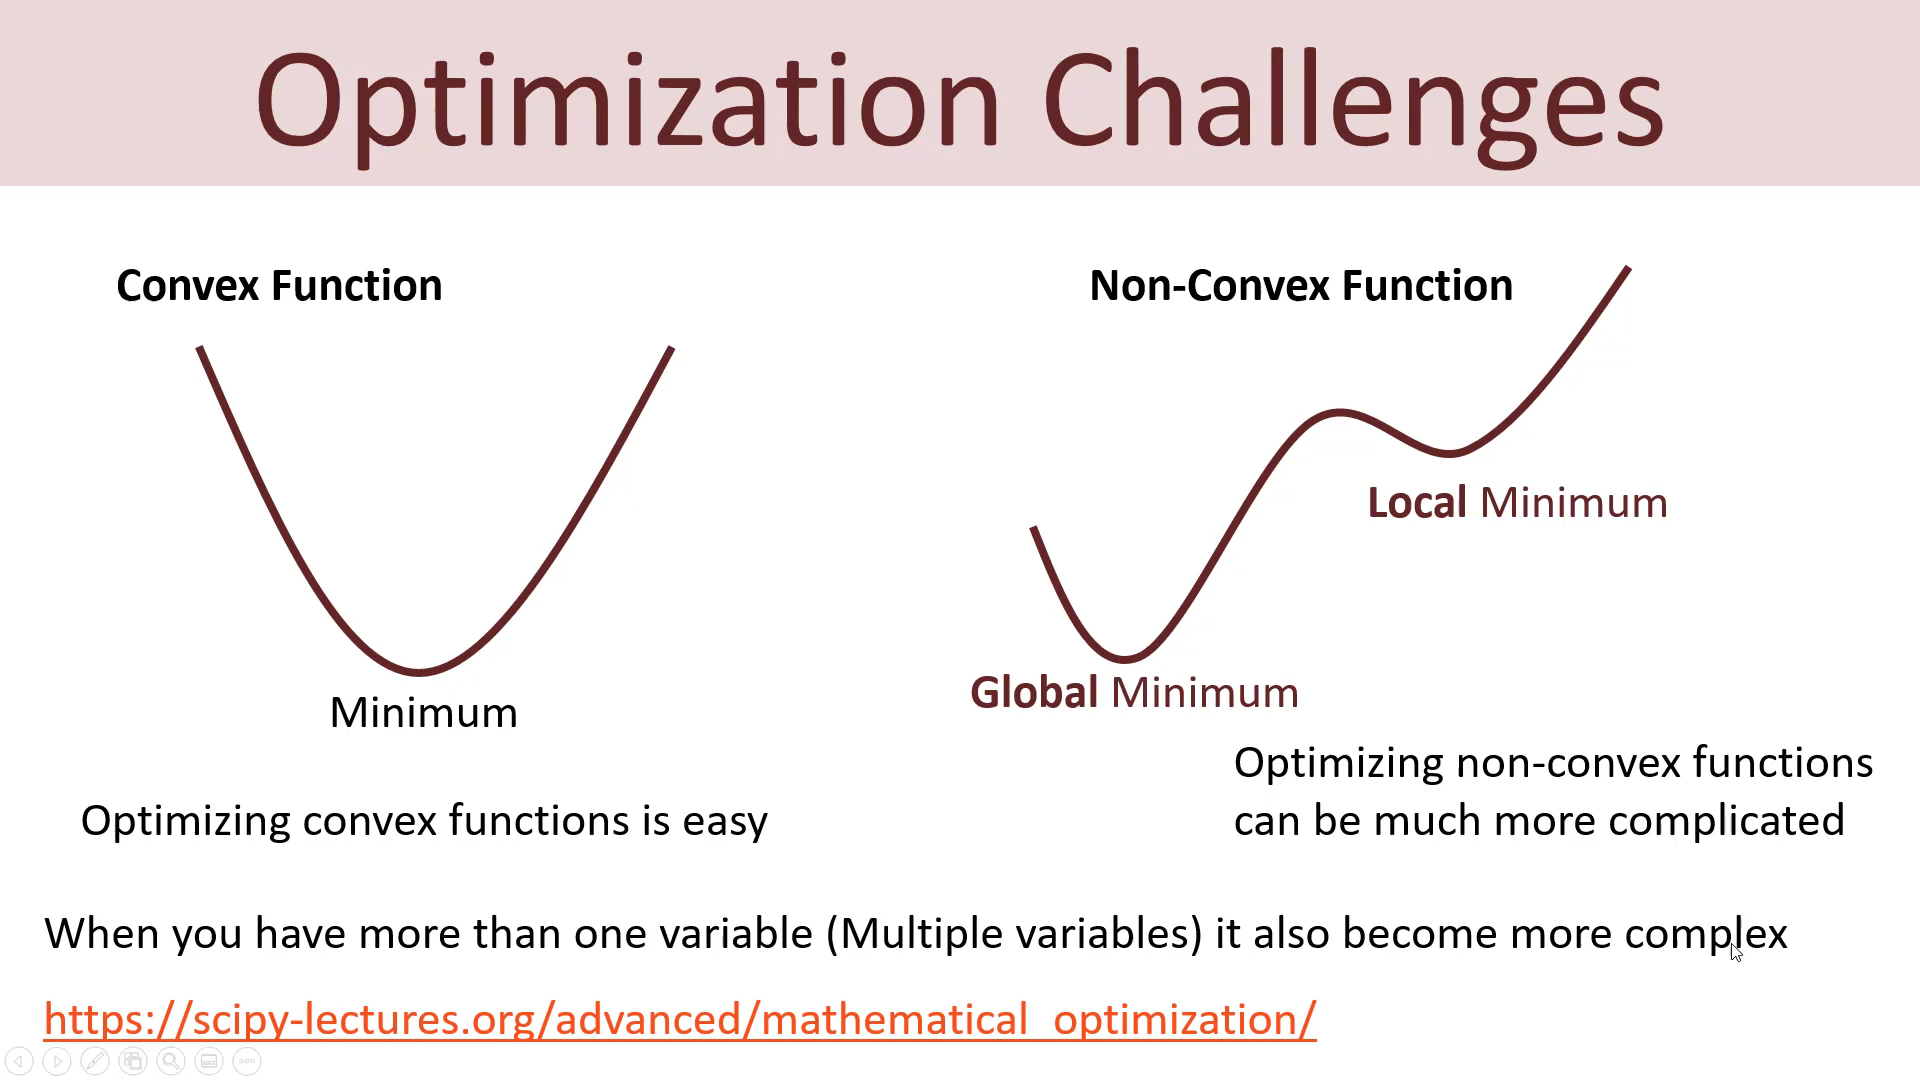 Optimization Challenges
Convex Function
Minimum
Optimizing convex functions is easy
Non-Convex Function
Local Minimum
Global Minimum
Optimizing non-convex functions
can be much more complicated
When you have more than one variable (Multiple variables) it also become more complex
https://scipy-lectures.org/advanced/mathematical_optimization/